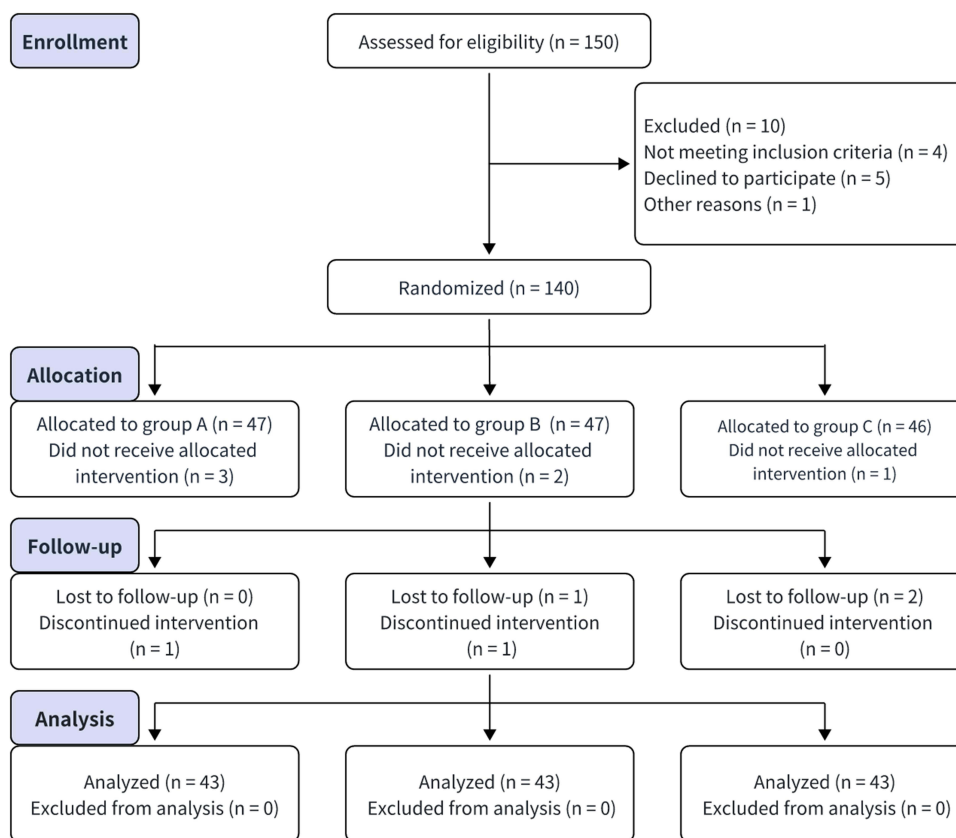 Enrollment
Assessed for eligibility (n = 150)
Excluded (n = 10)
Not meeting inclusion criteria (n = 4)
Declined to participate (n = 5)
Other reasons (n = 1)
Randomized (n = 140)
Allocation
Allocated to group A (n = 47)
Did not receive allocated
intervention (n = 3)
Allocated to group B (n = 47)
Did not receive allocated
intervention (n = 2)
Allocated to group C (n = 46)
Did not receive allocated
intervention (n = 1)
Follow-up
Lost to follow-up (n = 0)
Discontinued intervention
(n = 1)
Lost to follow-up (n = 1)
Discontinued intervention
(n = 1)
Lost to follow-up (n = 2)
Discontinued intervention
(n = 0)
Analysis
Analyzed (n = 43)
Excluded from analysis (n = 0)
Analyzed (n = 43)
Excluded from analysis (n = 0)
Analyzed (n = 43)
Excluded from analysis (n = 0)